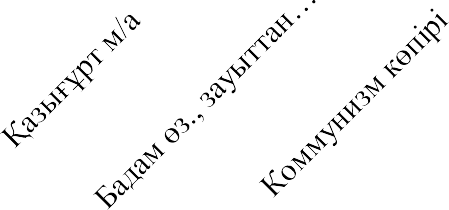 Қазығұрт м/а
Бадам өз., зауыттан…
Коммунизм көпірі